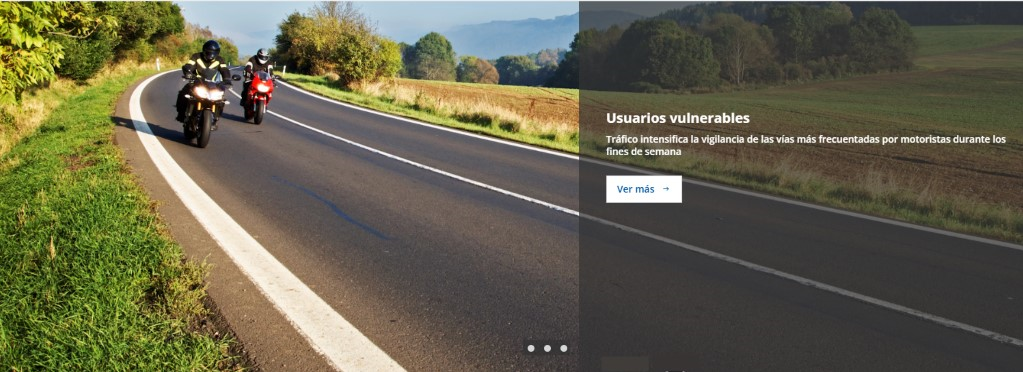 Usuarios vulnerables
Tráfico intensifica la vigilancia de las vías más frecuentadas por motoristas durante los
fines de semana
Ver más →